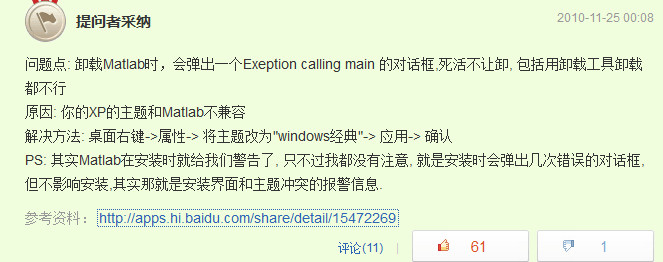 提问者采纳
2010-11-25 00:08
问题点: 卸载Matlab时，会弹出一个Exeption calling main 的对话框,死活不让卸, 包括用卸载工具卸载
都不行
原因: 你的XP的主题和Matlab不兼容
解决方法: 桌面右键->属性-> 将主题改为"windows经典"-> 应用-> 确认
PS: 其实Matlab在安装时就给我们警告了, 只不过我都没有注意, 就是安装时会弹出几次错误的对话框,
但不影响安装,其实那就是安装界面和主题冲突的报警信息.
参考资料： http://apps.hi.baidu.com/share/detail/15472269
评论(11) | 61 1